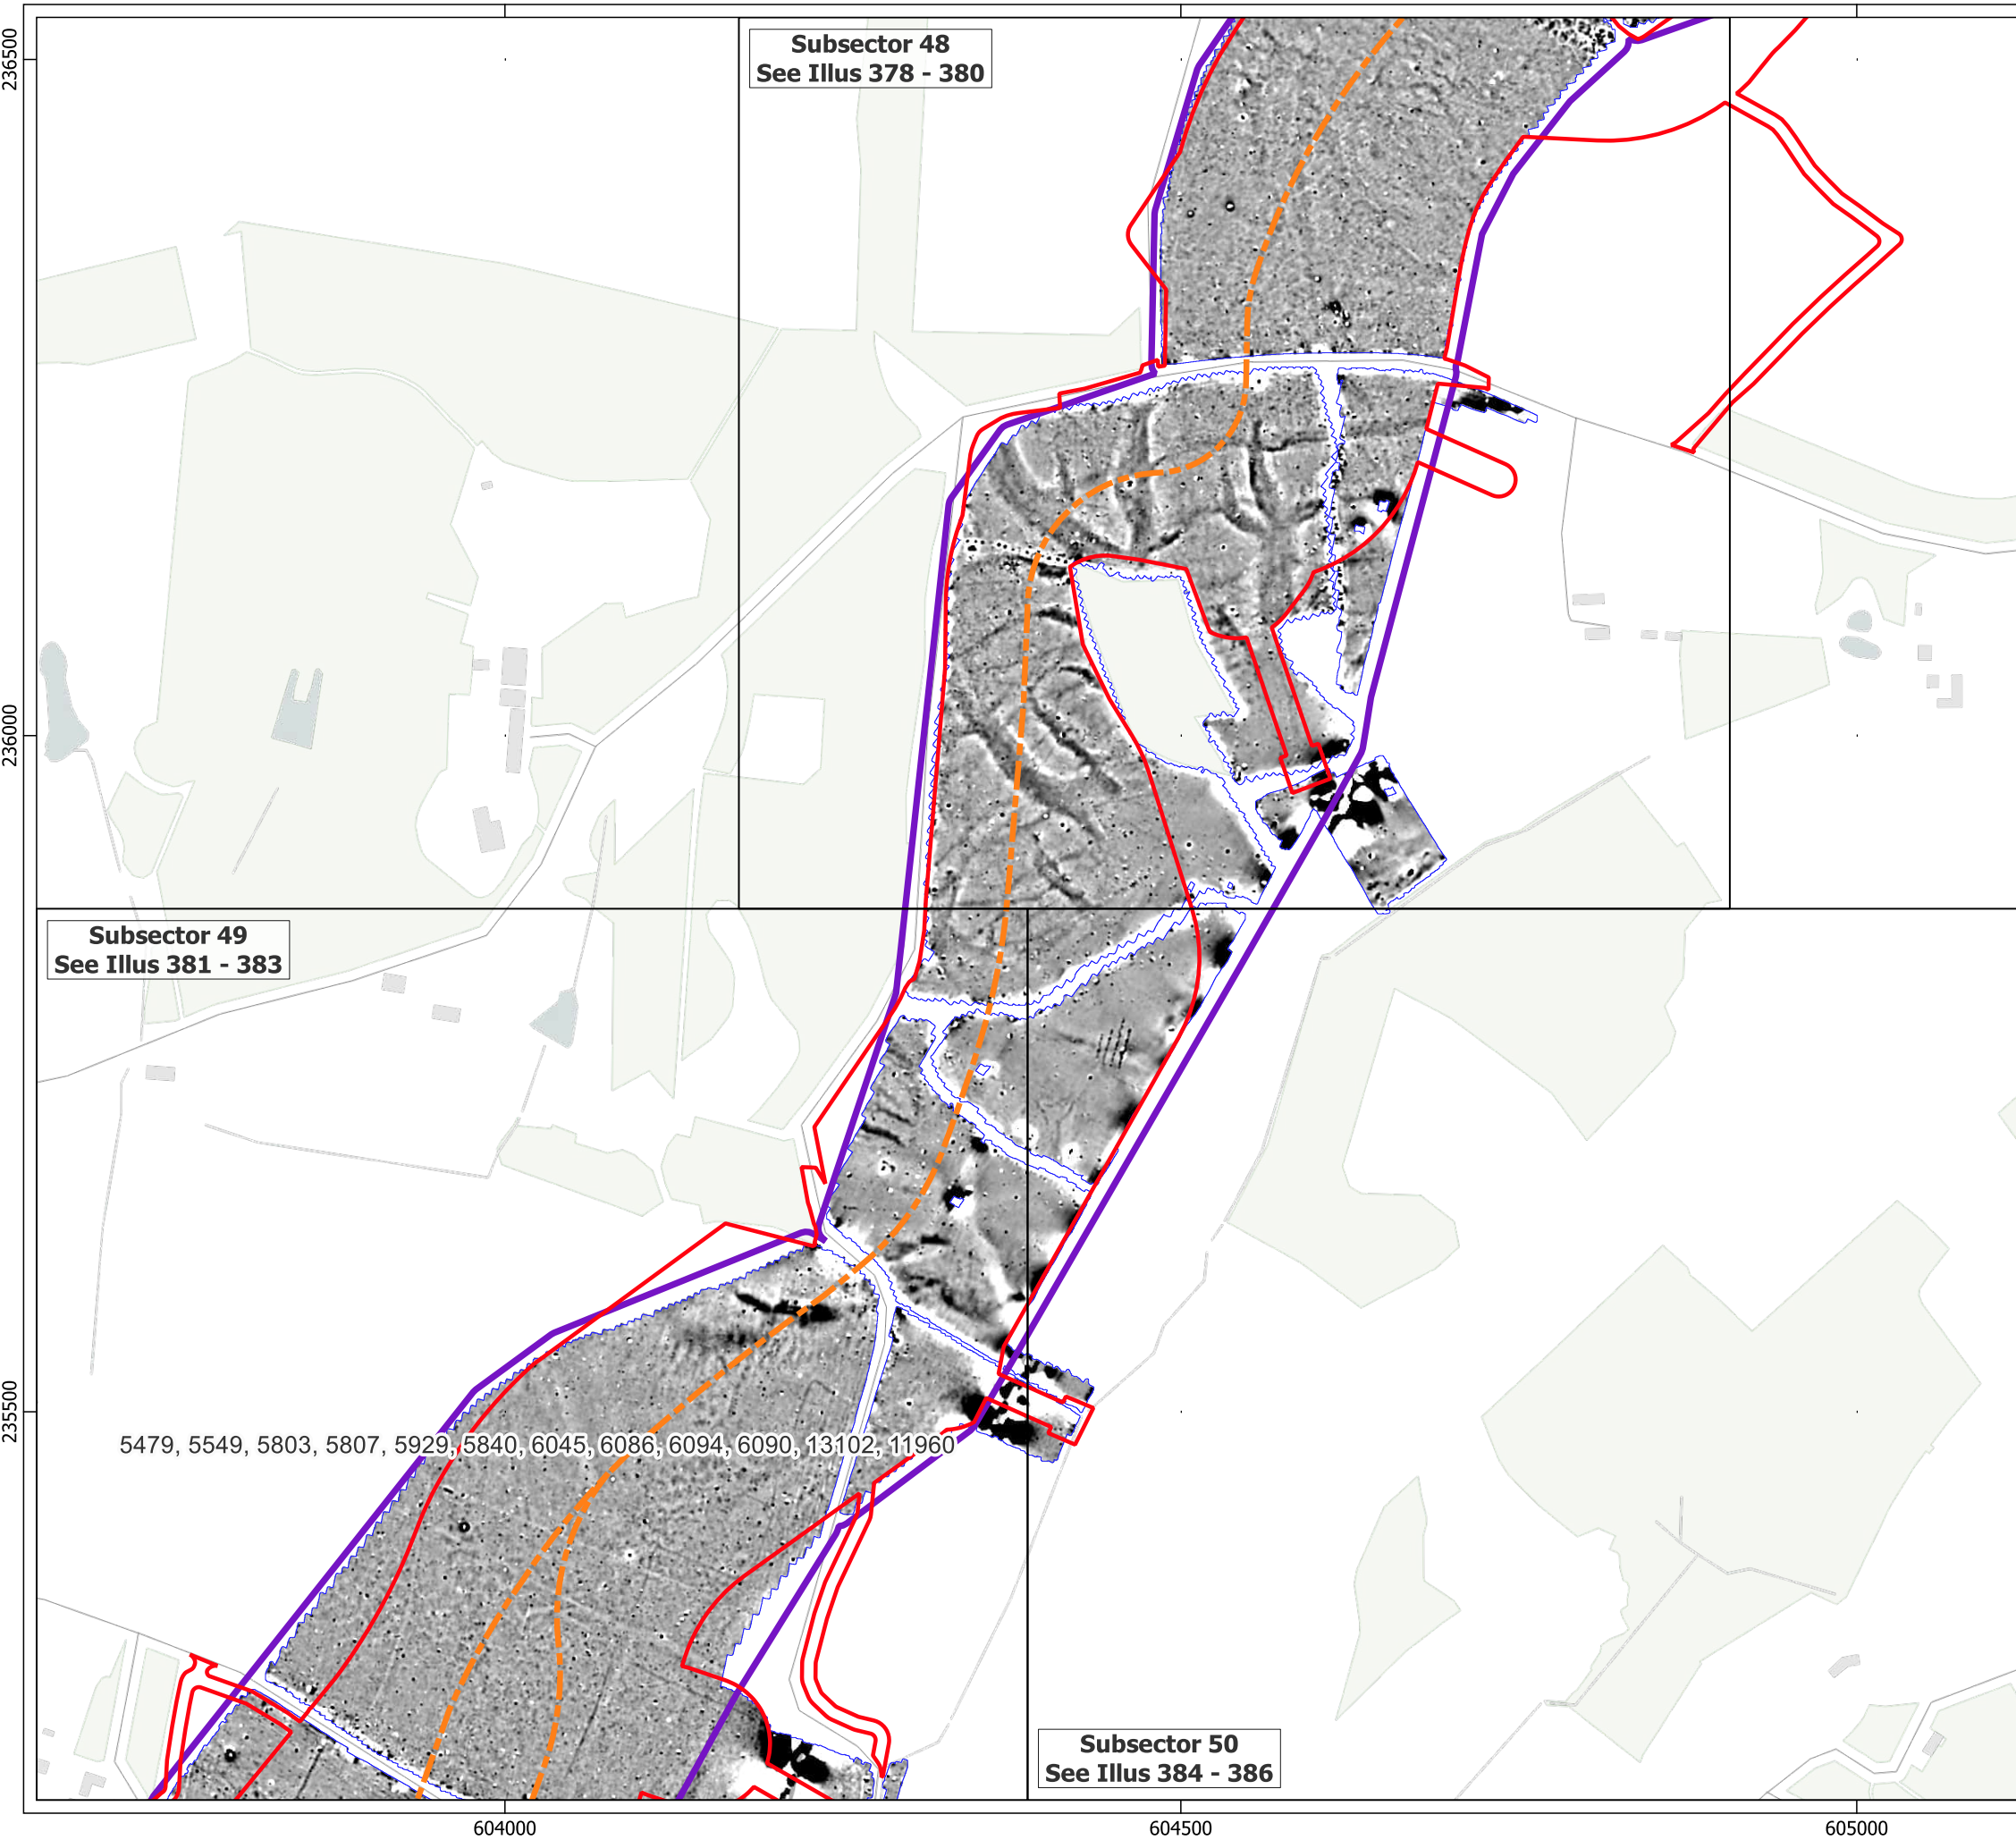 Subsector 48
See Illus 378 - 380
236500
236000
Subsector 49
See Illus 381 - 383
235500
5479, 5549, 5803, 5807, 5929, 5840, 6045, 6086, 6094, 6090, 13102, 11960
Subsector 50
See Illus 384 - 386
604000
604500
605000